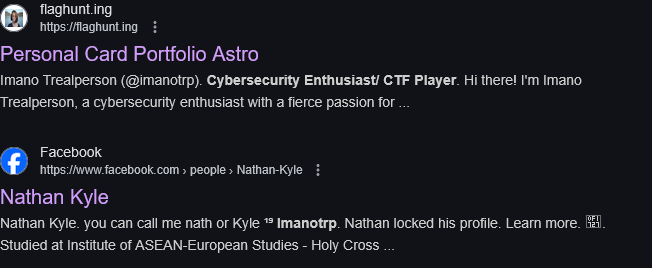 flaghunt.ing
https://flaghunt.ing
Personal Card Portfolio Astro
Imano Trealperson (@imanotrp). Cybersecurity Enthusiast/ CTF Player. Hi there! I'm Imano
Trealperson, a cybersecurity enthusiast with a fierce passion for ...
Facebook
https://www.facebook.com › people › Nathan-Kyle
Nathan Kyle
Nathan Kyle. you can call me nath or Kyle ¹⁹ Imanotrp. Nathan locked his profile. Learn more. .
Studied at Institute of ASEAN-European Studies - Holy Cross ...